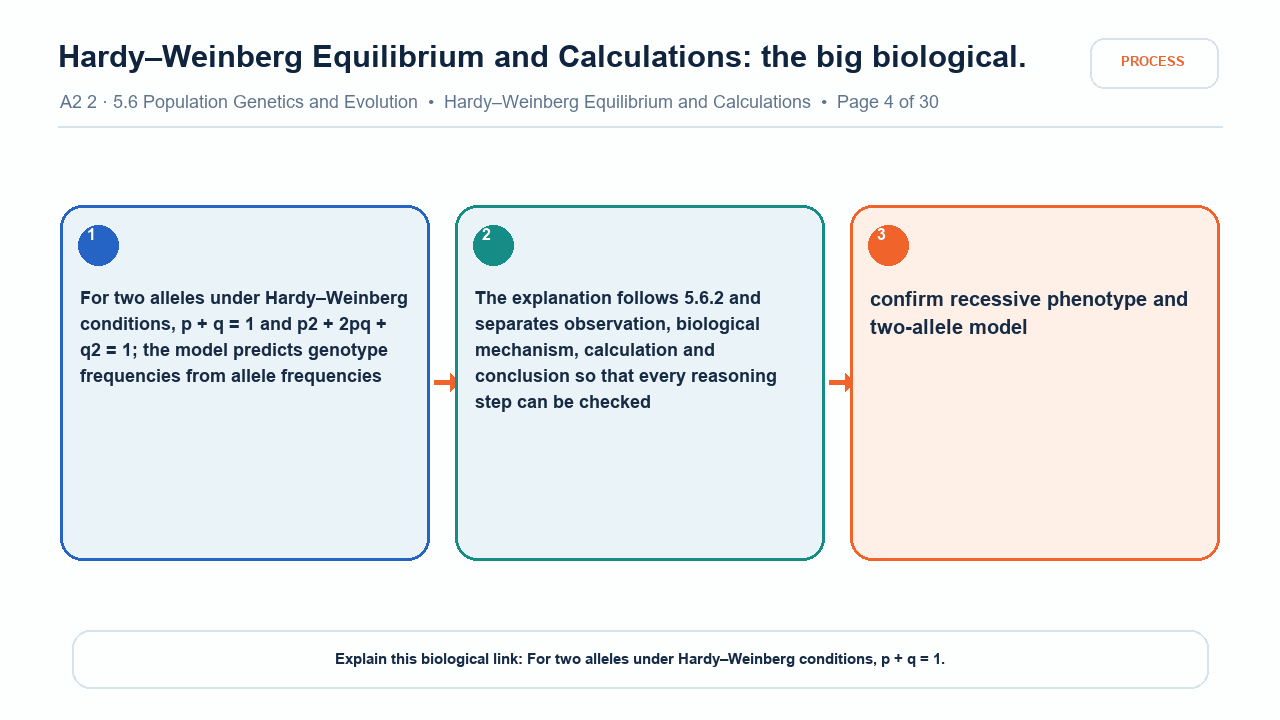 Hardy–Weinberg Equilibrium and Calculations: the big biological.
PROCESS
A2 2 · 5.6 Population Genetics and Evolution • Hardy–Weinberg Equilibrium and Calculations • Page 4 of 30
1
For two alleles under Hardy–Weinberg
conditions, p + q = 1 and p2 + 2pq +
q2 = 1; the model predicts genotype
frequencies from allele frequencies
2
The explanation follows 5.6.2 and
separates observation, biological
mechanism, calculation and
conclusion so that every reasoning
step can be checked
3
confirm recessive phenotype and
two-allele model
Explain this biological link: For two alleles under Hardy–Weinberg conditions, p + q = 1.